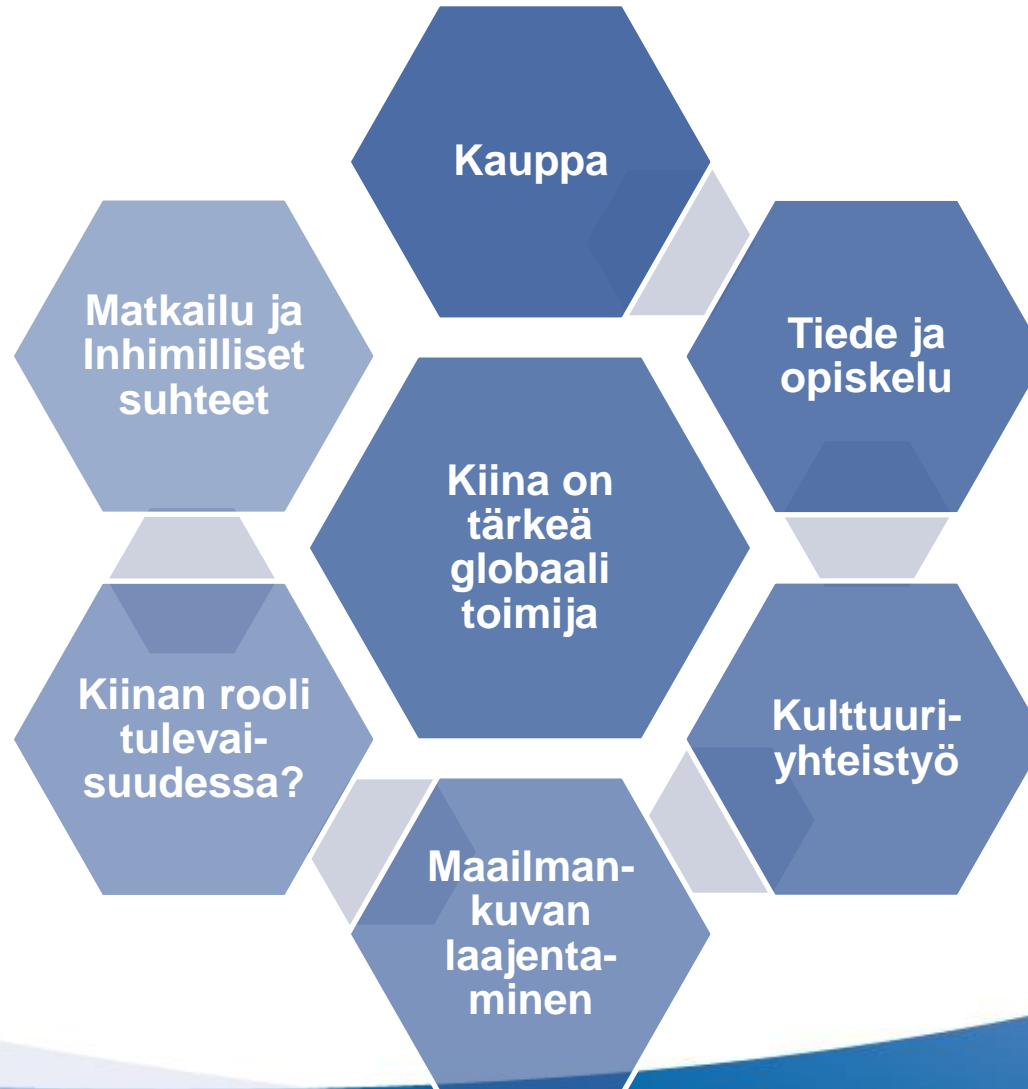 Kauppa
Tiede ja
opiskelu
Kulttuuri-
yhteistyö
Maailman-
kuvan
laajenta-
minen
Kiinan rooli
tulevai-
suudessa?
Matkailu ja
Inhimilliset
suhteet
Kiina on
tärkeä
globaali
toimija